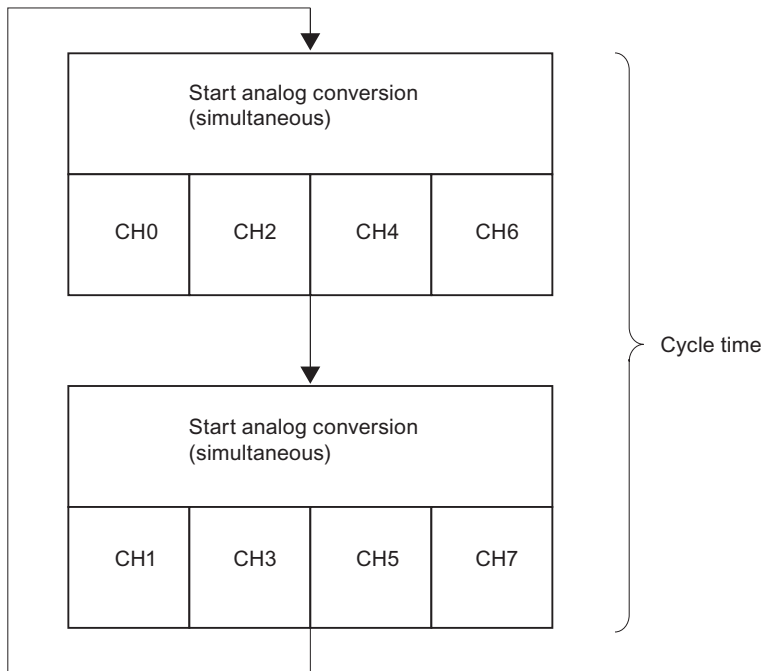 Start analog conversion
(simultaneous)
CH0 CH2 CH4 CH6
Cycle time
Start analog conversion
(simultaneous)
CH1 CH3 CH5 CH7